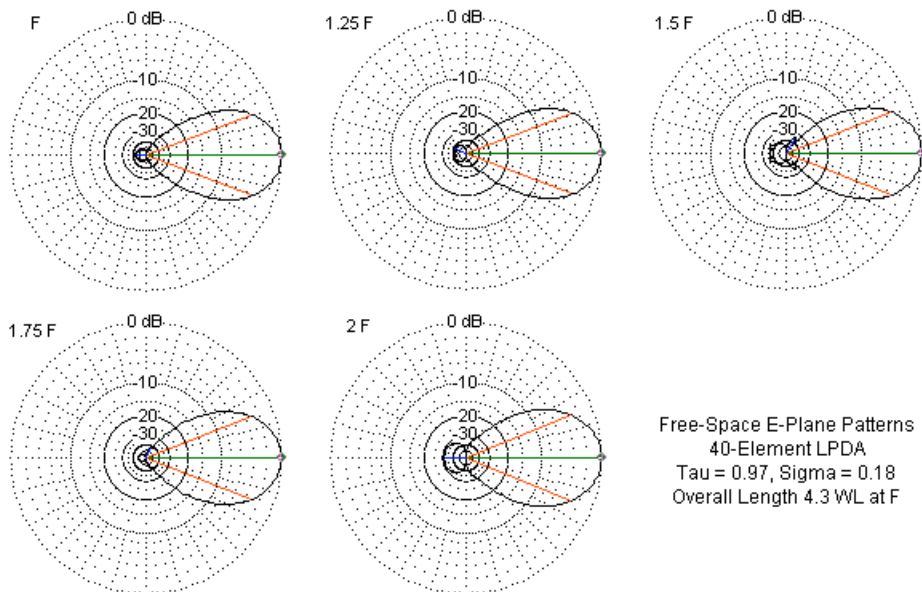 F
0 dB
-10
-20
-30
1.25 F
0 dB
-10
-20
-30
1.5 F
0 dB
-10
-20
-30
1.75 F
0 dB
-10
-20
-30
2 F
0 dB
-10
-20
-30
Free-Space E-Plane Patterns
40-Element LPDA
Tau = 0.97, Sigma = 0.18
Overall Length 4.3 WL at F